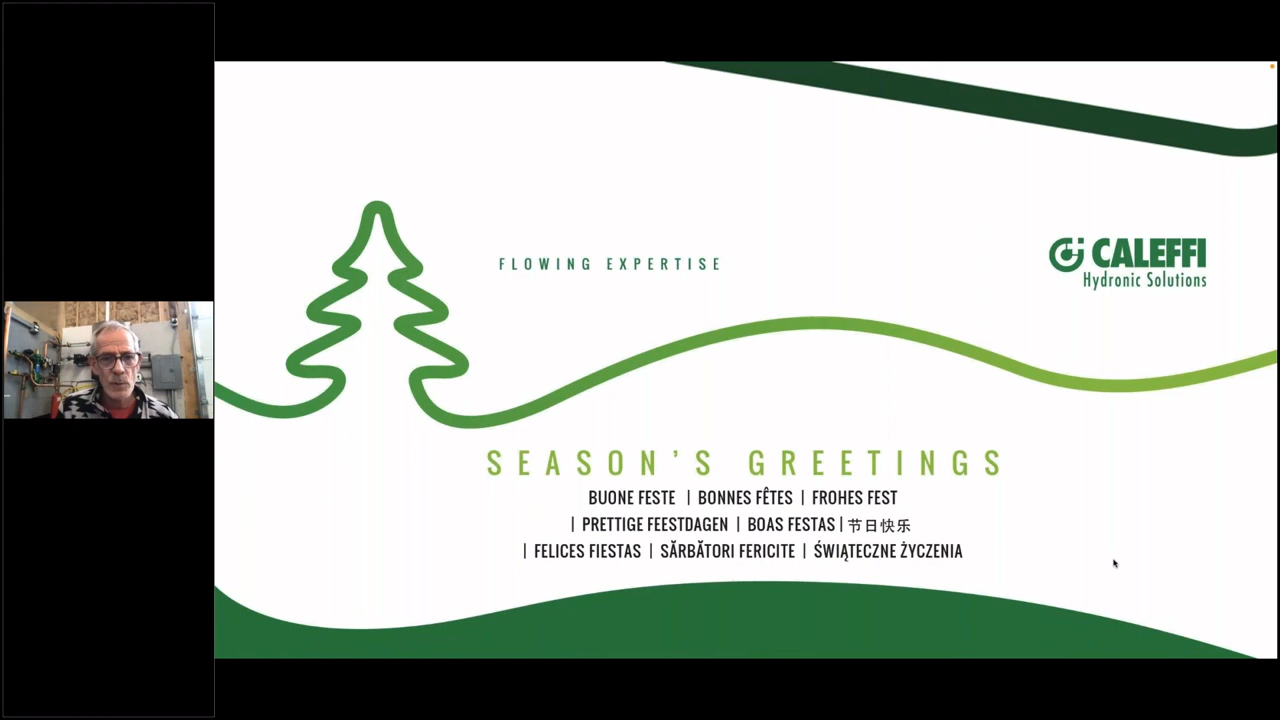 FLOWING EXPERTISE
CALEFFI
Hydronic Solutions
SEASON'S GREETINGS
BUONE FESTE | BONNES FÊTES | FROHES FEST
| PRETTIGE FEESTDAGEN | BOAS FESTAS | 节日快乐
| FELICES FIESTAS | SĂRBĂTORI FERICITE | ŚWIĄTECZNE ŻYCZENIA